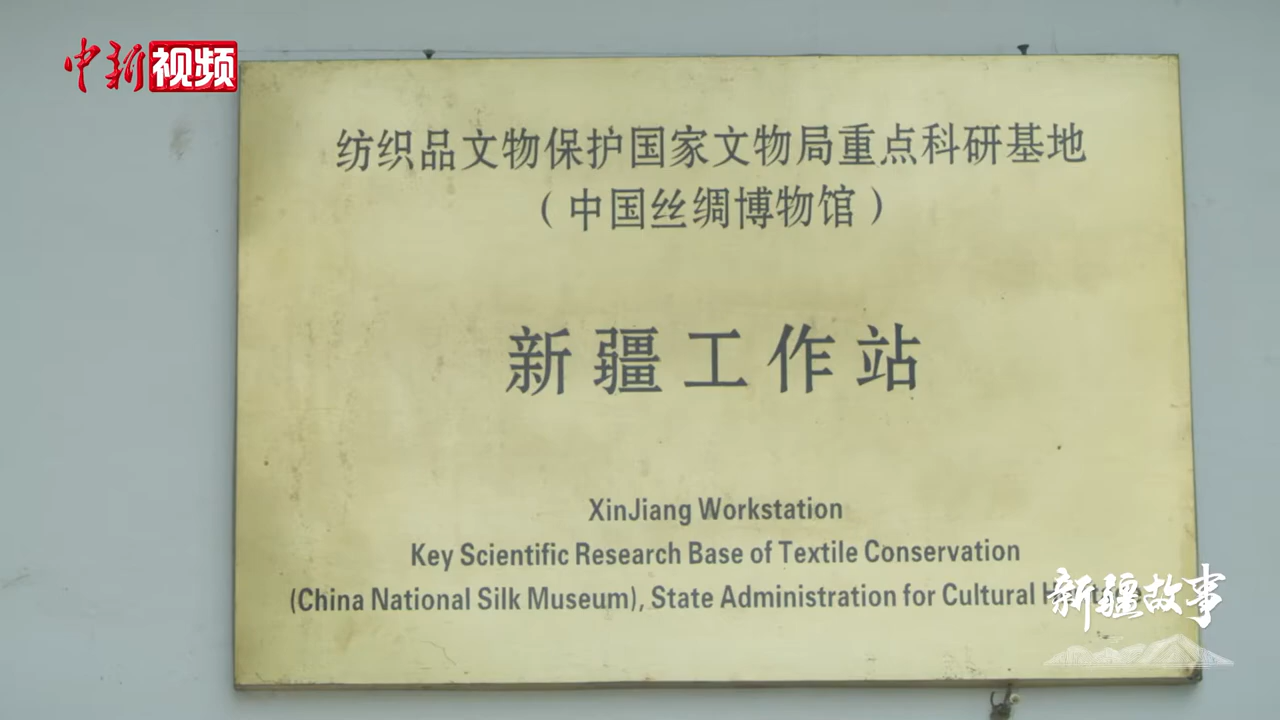 中新视频
纺织品文物保护国家文物局重点科研基地
（中国丝绸博物馆）
新疆工作站
XinJiang Workstation
Key Scientific Research Base of Textile Conservation
(China National Silk Museum), State Administration for Cultural
新疆故事